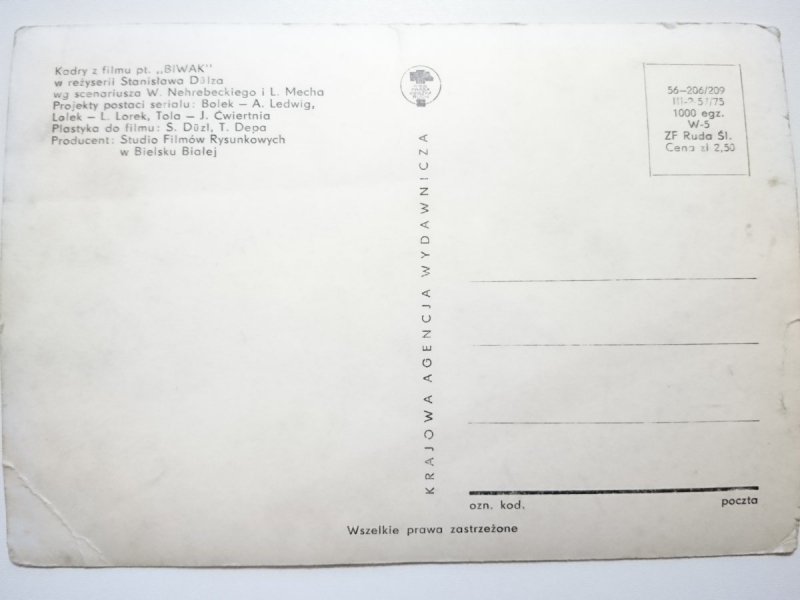 Kadry z filmu pt. „BIWAK"
w reżyserii Stanisława Dülza
wg scenariusza W. Nehrebeckiego i L. Mecha
Projekty postaci serialu: Bolek – A. Ledwig,
Lolek – L. Lorek, Tola – J. Ćwiertnia
Plastyka do filmu: S. Dülz, T. Depa
Producent: Studio Filmów Rysunkowych
w Bielsku Białej
KRAJOWA AGENCJA WYDAWNICZA
56-206/209
1000 egz.
W-5
ZF Ruda Śl.
Cena zł 2,50
ozn. kod.
poczta
Wszelkie prawa zastrzeżone